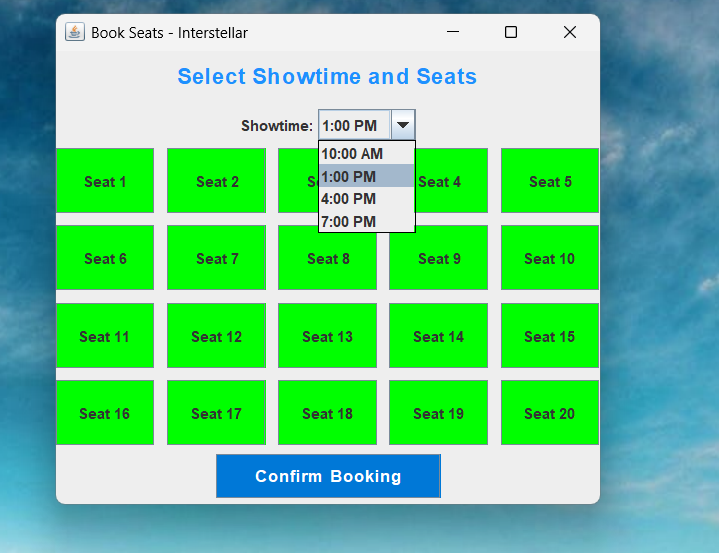 Book Seats - Interstellar
Select Showtime and Seats
Showtime: 1:00 PM
10:00 AM
1:00 PM
4:00 PM
7:00 PM
Seat 1 Seat 2 Seat 4 Seat 5
Seat 6 Seat 7 Seat 8 Seat 9 Seat 10
Seat 11 Seat 12 Seat 13 Seat 14 Seat 15
Seat 16 Seat 17 Seat 18 Seat 19 Seat 20
Confirm Booking